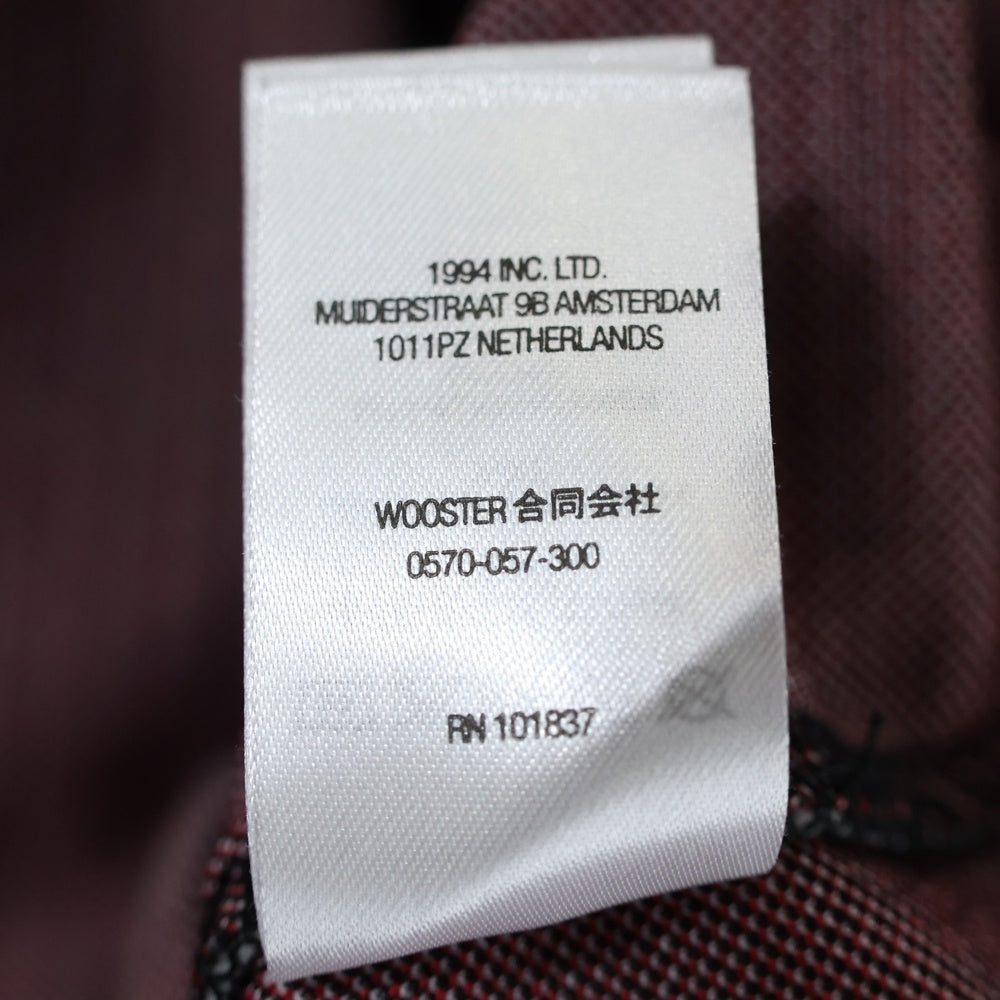 1994 INC. LTD.
MUIDERSTRAAT 9B AMSTERDAM
1011PZ NETHERLANDS
WOOSTER 合同会社
0570-057-300
RN 101837